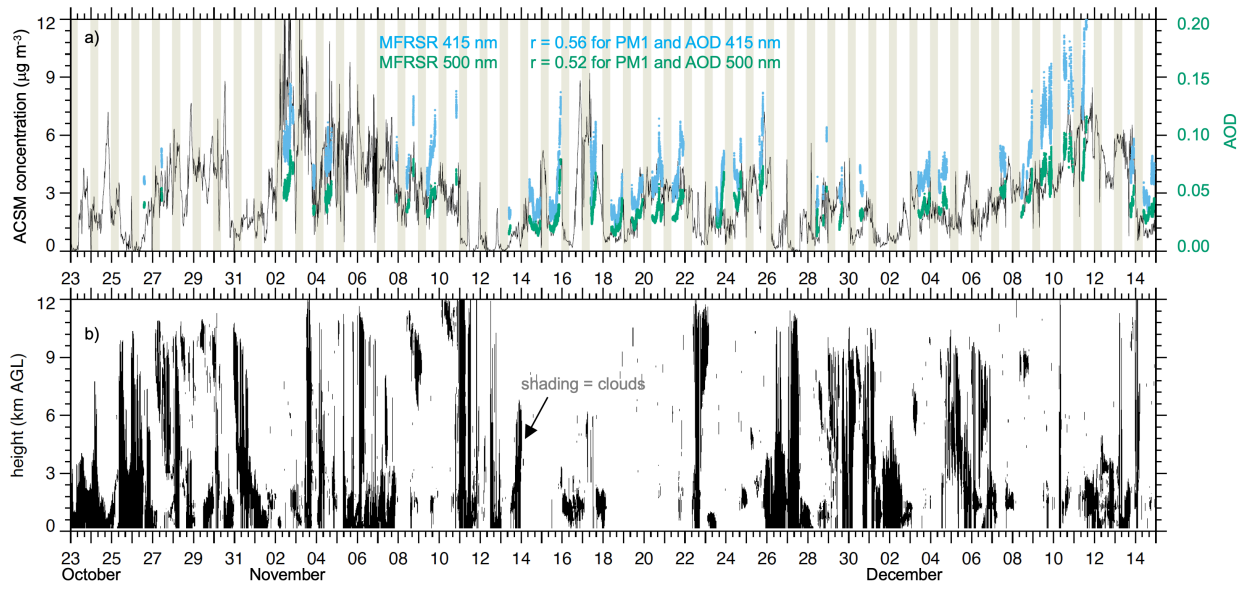 a)
MFRSR 415 nm r = 0.56 for PM1 and AOD 415 nm
MFRSR 500 nm r = 0.52 for PM1 and AOD 500 nm
ACSM concentration (µg m-3)
12
9
6
3
0
0.20
0.15
0.10
0.05
0.00
AOD
23 25 27 29 31 02 04 06 08 10 12 14 16 18 20 22 24 26 28 30 02 04 06 08 10 12 14
b)
shading = clouds
height (km AGL)
12
9
6
3
0
23 25 27 29 31 02 04 06 08 10 12 14 16 18 20 22 24 26 28 30 02 04 06 08 10 12 14
October November December